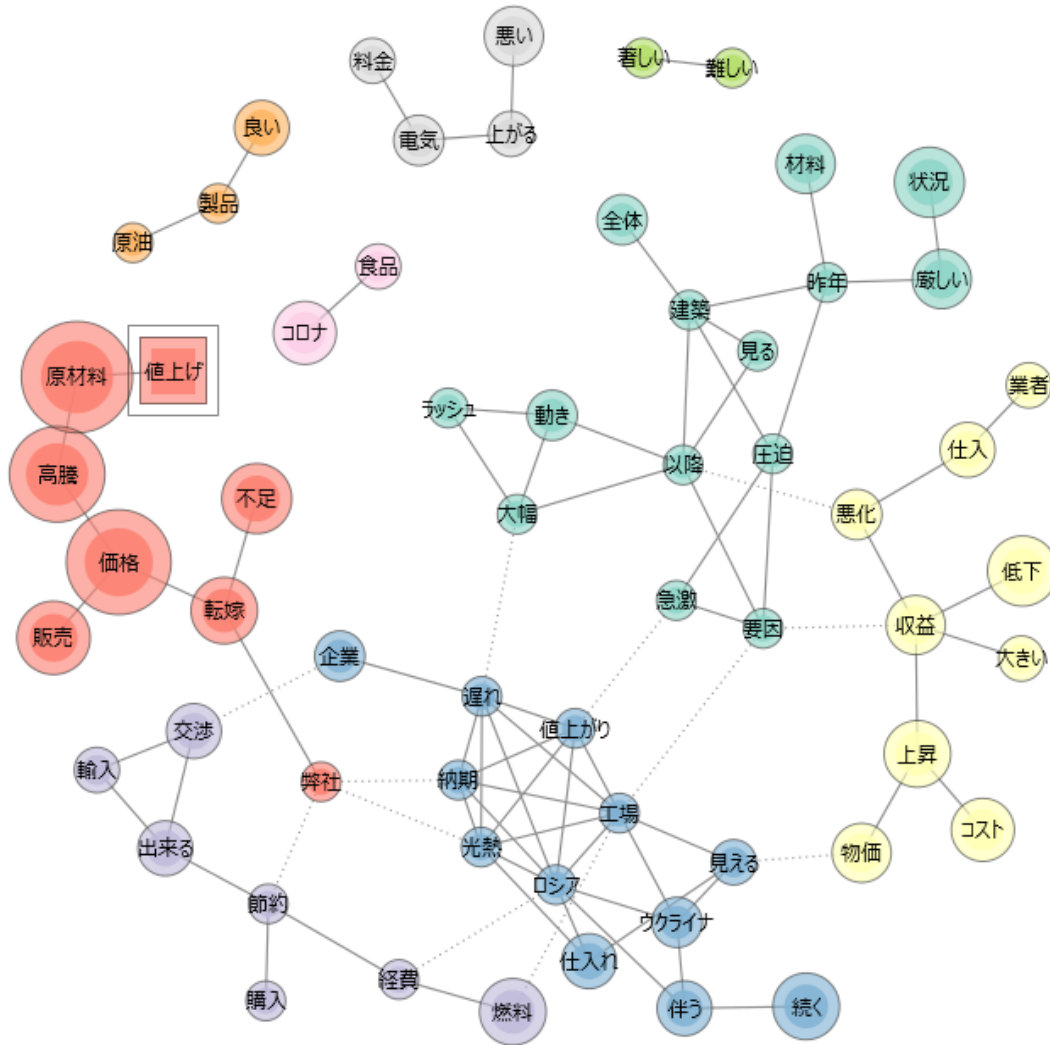 悪い
料金
著しい
難しい
良い
電気
上がる
材料
状況
製品
全体
原油
食品
昨年
厳しい
建築
コロナ
見る
値上げ
原材料
業者
ラッシュ
動き
仕入
圧迫
以降
高騰
不足
大幅
悪化
価格
低下
急激
転嫁
収益
要因
販売
企業
大きい
遅れ
値上がり
交渉
上昇
輸入
弊社
納期
工場
コスト
光熱
出来る
物価
見える
ロシア
節約
ウクライナ
仕入れ
経費
購入
燃料
伴う
続く